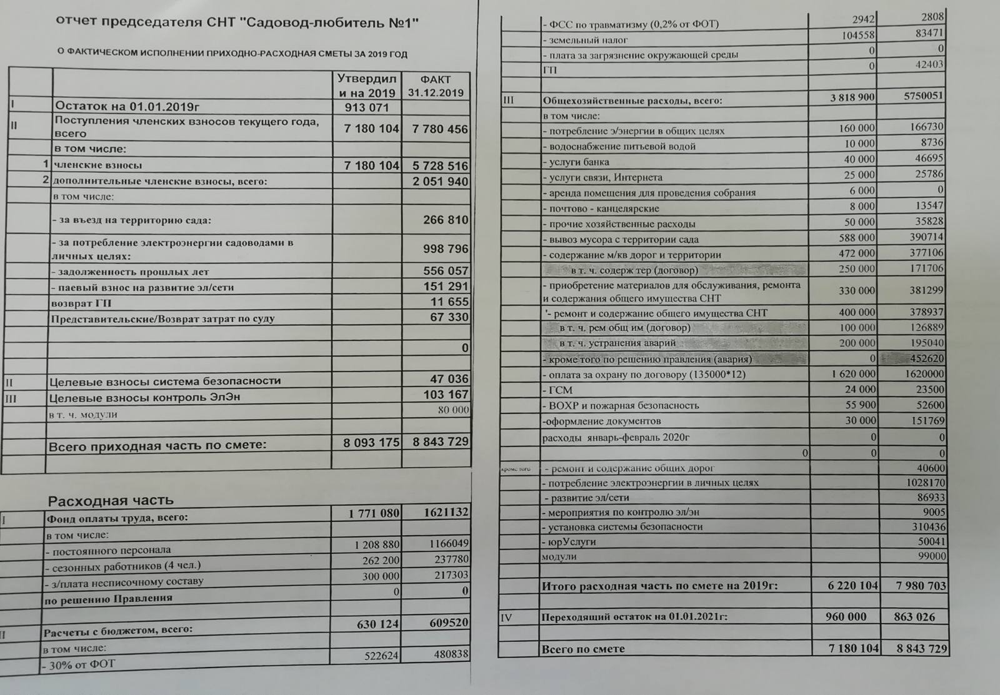 отчет председателя СНТ "Садовод-любитель №1"
О ФАКТИЧЕСКОМ ИСПОЛНЕНИИ ПРИХОДНО-РАСХОДНАЯ СМЕТЫ ЗА 2019 ГОД
Утвердил ФАКТ
и на 2019 31.12.2019
I Остаток на 01.01.2019г 913 071
II Поступления членских взносов текущего года,
всего 7 180 104 7 780 456
в том числе:
1 членские взносы 7 180 104 5 728 516
2 дополнительные членские взносы, всего: 2 051 940
в том числе:
- за въезд на территорию сада: 266 810
- за потребление электроэнергии садоводами в
личных целях: 998 796
- задолженность прошлых лет 556 057
- паевый взнос на развитие эл/сети 151 291
возврат ГП 11 655
Представительские/Возврат затрат по суду 67 330
0
II Целевые взносы система безопасности 47 036
III Целевые взносы контроль ЭлЭн 103 167
в т. ч. модули 80 000
Всего приходная часть по смете: 8 093 175 8 843 729
Расходная часть
I Фонд оплаты труда, всего: 1 771 080 1621132
в том числе:
- постоянного персонала 1 208 880 1166049
- сезонных работников (4 чел.) 262 200 237780
- з/плата несписочному составу 300 000 217303
по решению Правления 0 0
II Расчеты с бюджетом, всего: 630 124 609520
в том числе:
- 30% от ФОТ 522624 480838
- ФСС по травматизму (0,2% от ФОТ) 2942 2808
- земельный налог 104558 83471
- плата за загрязнение окружающей среды 0 0
ГП 0 42403
III Общехозяйственные расходы, всего: 3 818 900 5750051
в том числе:
- потребление э/энергии в общих целях 160 000 166730
- водоснабжение питьевой водой 10 000 8736
- услуги банка 40 000 46695
- услуги связи, Интернета 25 000 25786
- аренда помещения для проведения собрания 6 000 0
- почтово - канцелярские 8 000 13547
- прочие хозяйственные расходы 50 000 35828
- вывоз мусора с территории сада 588 000 390714
- содержание м/кв дорог и территории 472 000 377106
в т. ч. содерж тер (договор) 250 000 171706
- приобретение материалов для обслуживания, ремонта
и содержания общего имущества СНТ 330 000 381299
'- ремонт и содержание общего имущества СНТ 400 000 378937
в т. ч. рем общ им (договор) 100 000 126889
в т. ч. устранения аварий 200 000 195040
- кроме того по решению правления (авария) 0 452620
- оплата за охрану по договору (135000*12) 1 620 000 1620000
- ГСМ 24 000 23500
- ВОХР и пожарная безопасность 55 900 52600
-оформление документов 30 000 151769
расходы январь-февраль 2020г 0 0
0 0 0
кроме того - ремонт и содержание общих дорог 40600
- потребление электроэнергии в личных целях 1028170
- развитие эл/сети 86933
- мероприятия по контролю эл/эн 9005
- установка системы безопасности 310436
- юрУслуги 50041
модули 99000
Итого расходная часть по смете на 2019г: 6 220 104 7 980 703
IV Переходящий остаток на 01.01.2021г: 960 000 863 026
Всего по смете 7 180 104 8 843 729